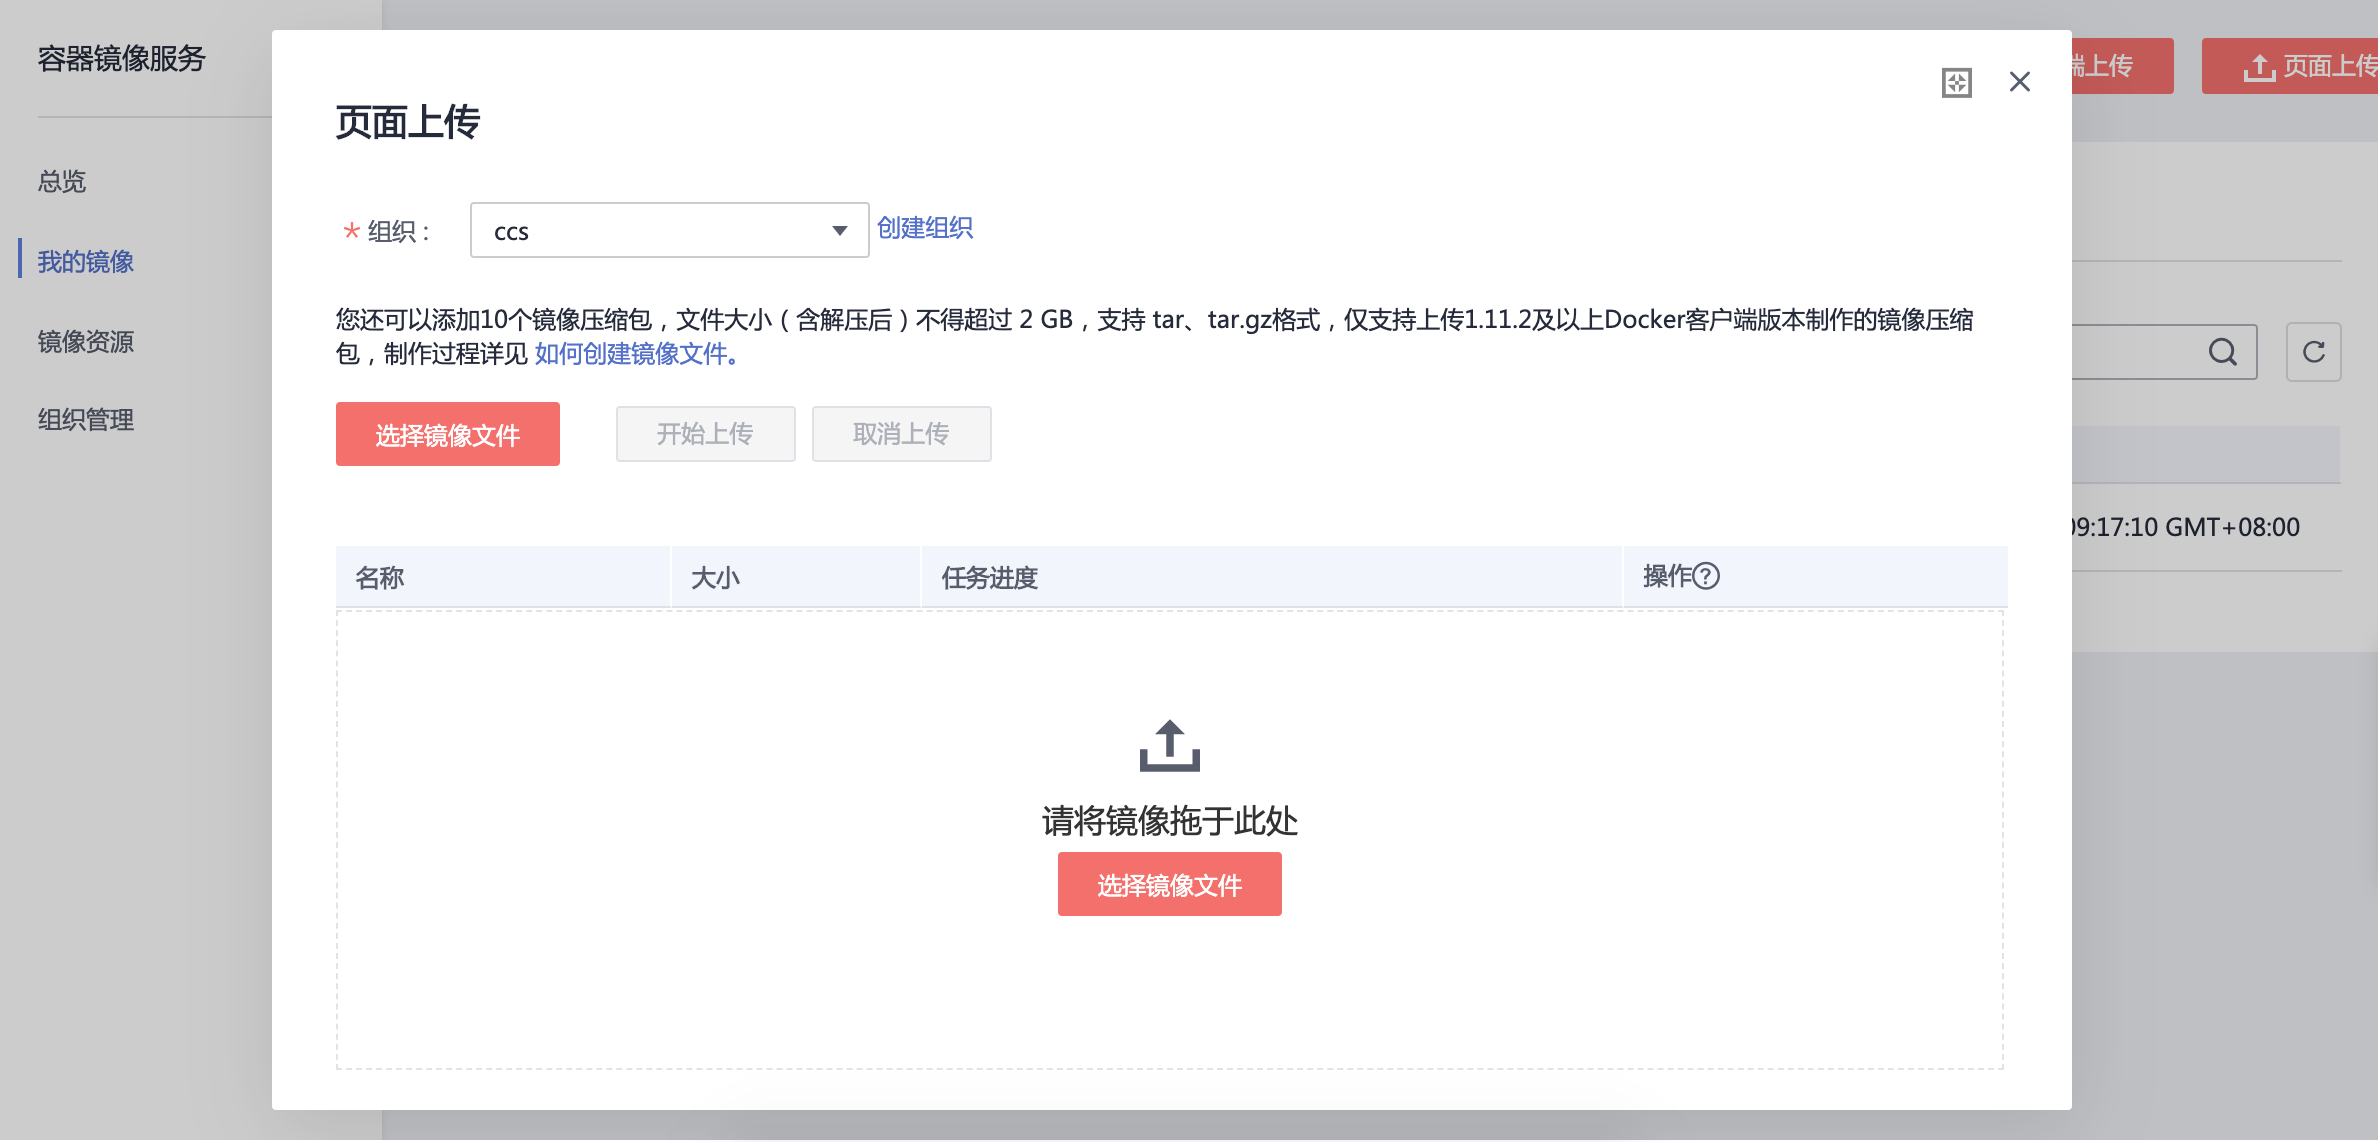 容器镜像服务
总览
我的镜像
镜像资源
组织管理
端上传
页面上传
页面上传
* 组织：
ccs
创建组织
您还可以添加10个镜像压缩包，文件大小（含解压后）不得超过 2 GB，支持 tar、tar.gz格式，仅支持上传1.11.2及以上Docker客户端版本制作的镜像压缩
包，制作过程详见 如何创建镜像文件。
选择镜像文件
开始上传
取消上传
名称
大小
任务进度
操作?
09:17:10 GMT+08:00
请将镜像拖于此处
选择镜像文件